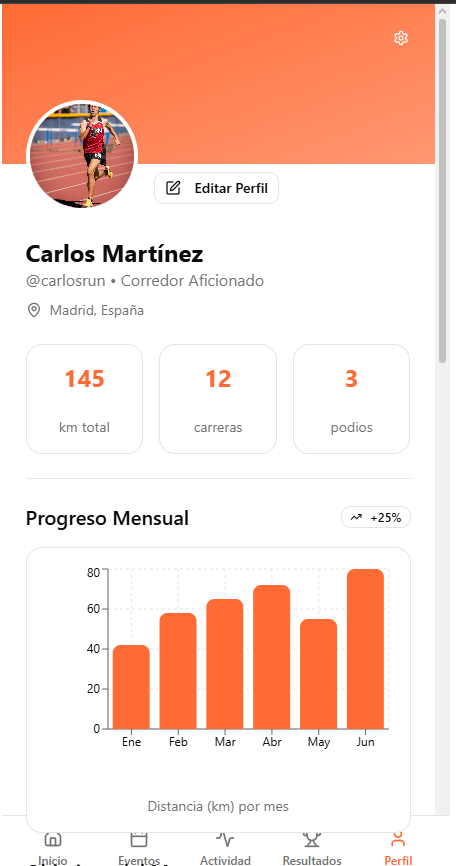 Editar Perfil
Carlos Martínez
@carlosrun • Corredor Aficionado
Madrid, España
145
12
3
km total
carreras
podios
Progreso Mensual
+25%
80
60
40
20
0
Ene
Feb
Mar
Abr
May
Jun
Distancia (km) por mes
Inicio
Eventos
Actividad
Resultados
Perfil